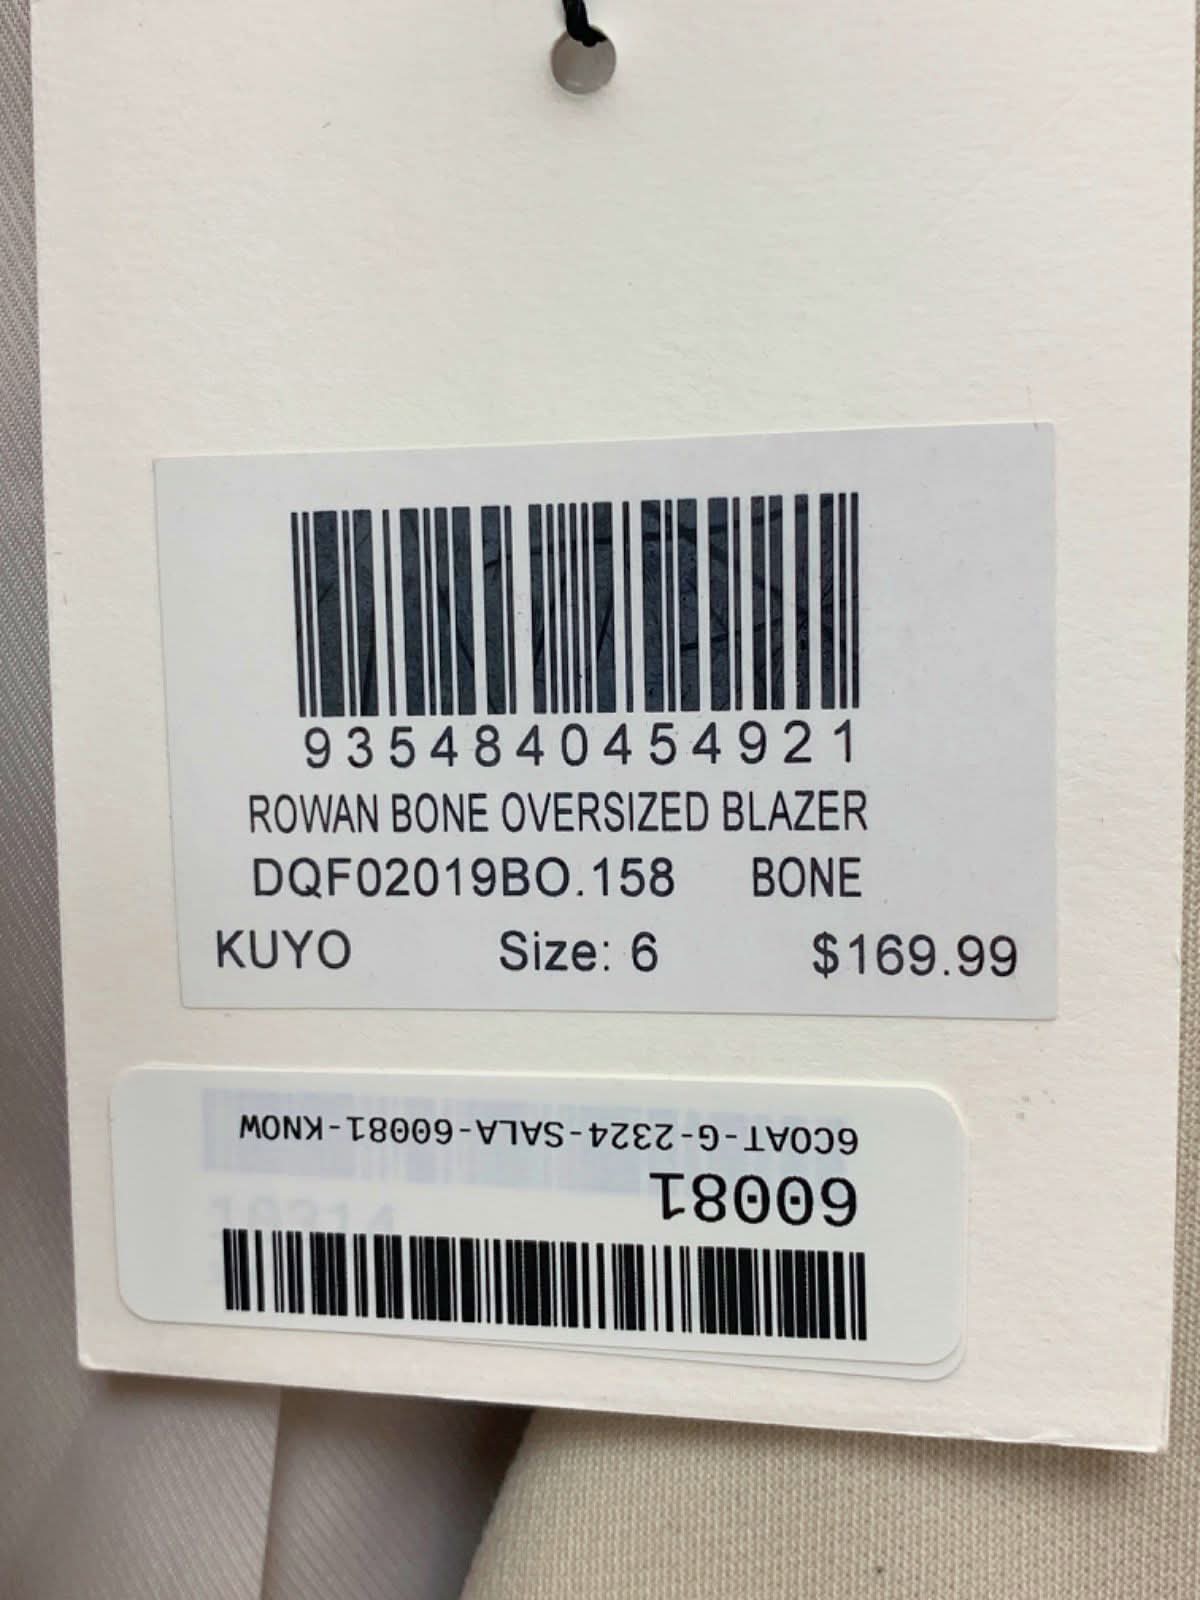 9354840454921
ROWAN BONE OVERSIZED BLAZER
DQF02019BO.158 BONE
KUYO Size: 6 $169.99
60081
6COAT-G-2324-SALA-60081-KNOW
10314